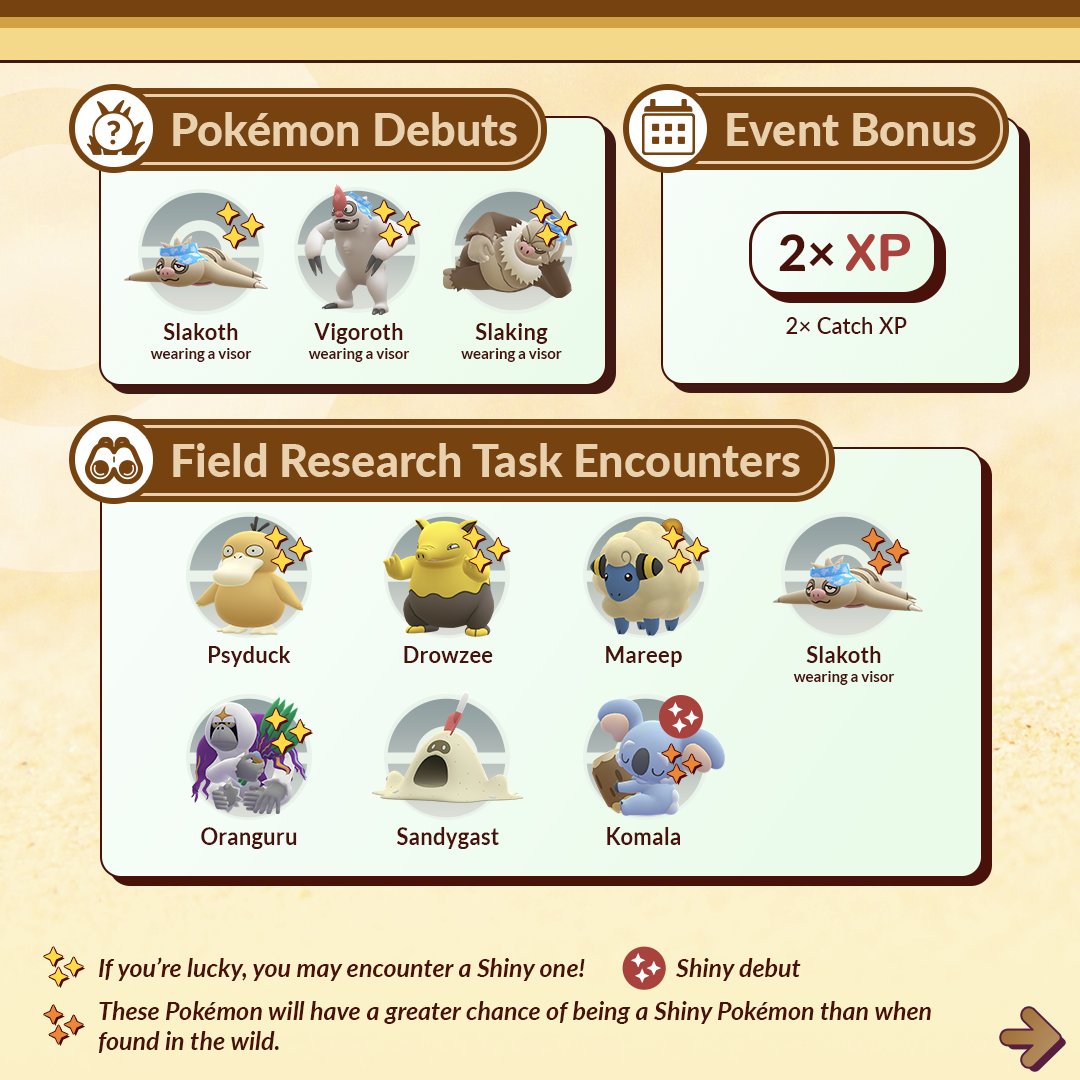 Pokémon Debuts
Slakoth
wearing a visor
Vigoroth
wearing a visor
Slaking
wearing a visor
Event Bonus
2× XP
2× Catch XP
Field Research Task Encounters
Psyduck
Drowzee
Mareep
Slakoth
wearing a visor
Oranguru
Sandygast
Komala
If you're lucky, you may encounter a Shiny one!
Shiny debut
These Pokémon will have a greater chance of being a Shiny Pokémon than when
found in the wild.